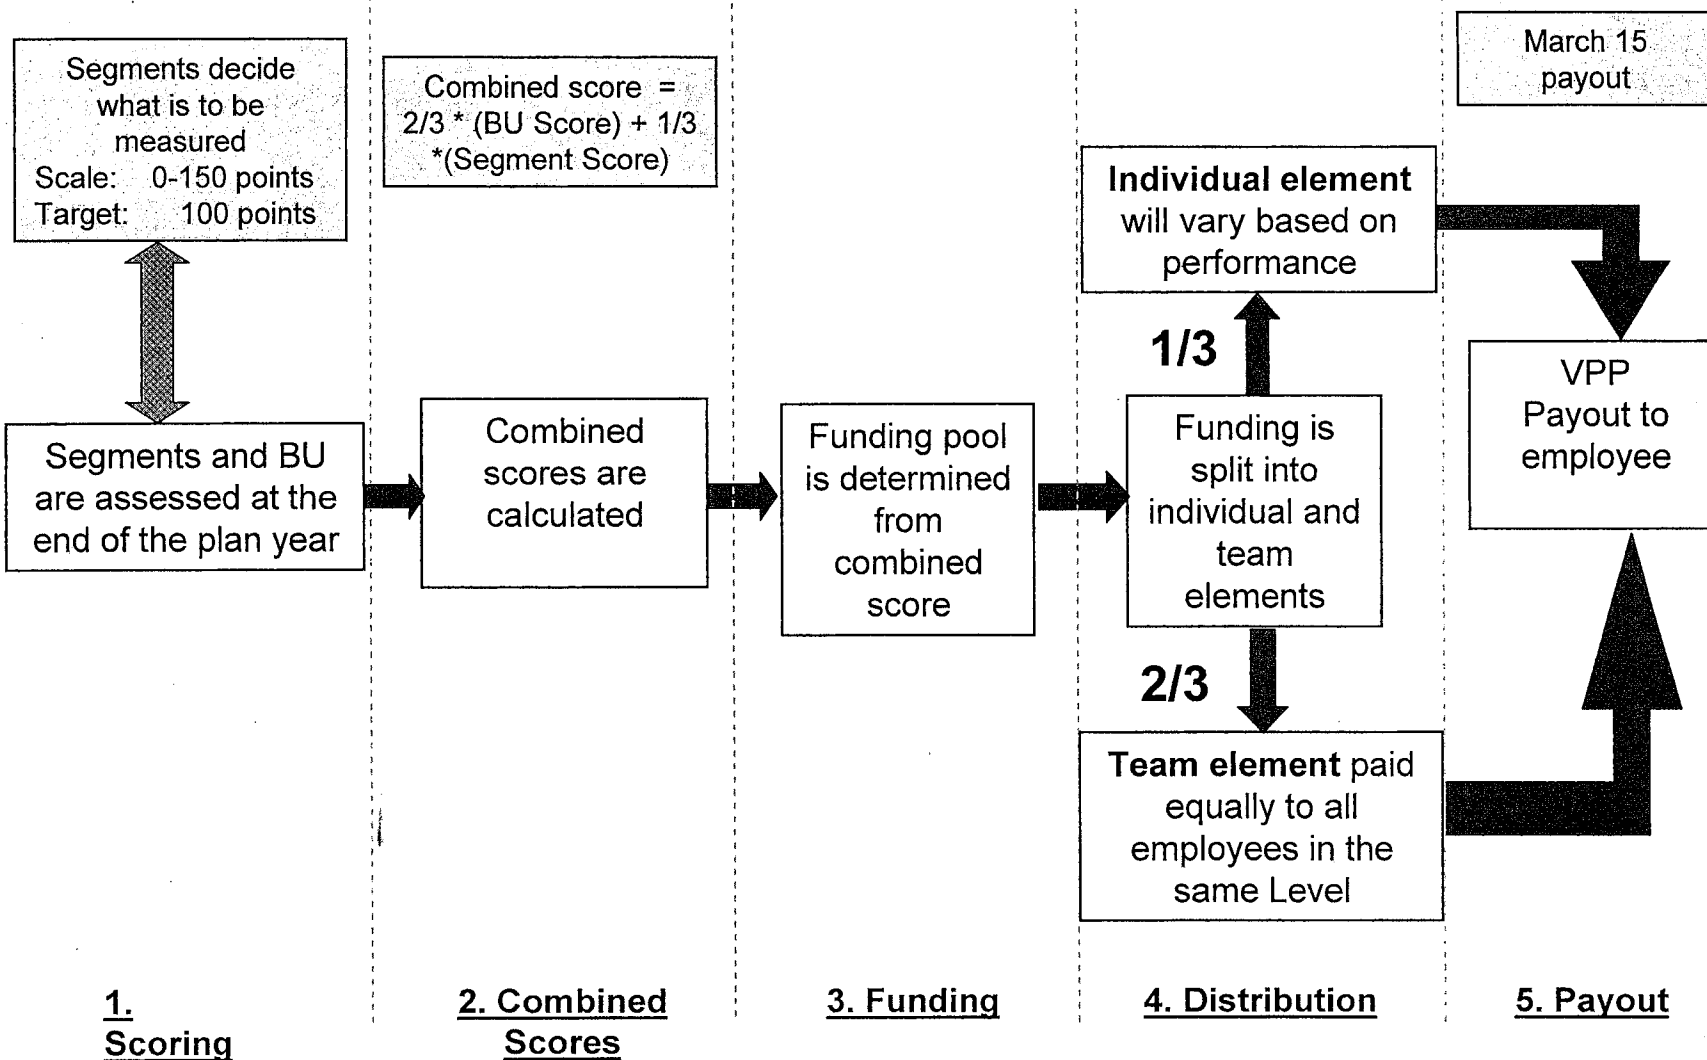 Segments decide
what is to be
measured
Scale: 0-150 points
Target: 100 points
Segments and BU
are assessed at the
end of the plan year
1.
Scoring
Combined score =
2/3 * (BU Score) + 1/3
*(Segment Score)
Combined
scores are
calculated
2. Combined
Scores
Funding pool
is determined
from
combined
score
3. Funding
Individual element
will vary based on
performance
1/3
Funding is
split into
individual and
team
elements
2/3
Team element paid
equally to all
employees in the
same Level
4. Distribution
March 15
payout
VPP
Payout to
employee
5. Payout